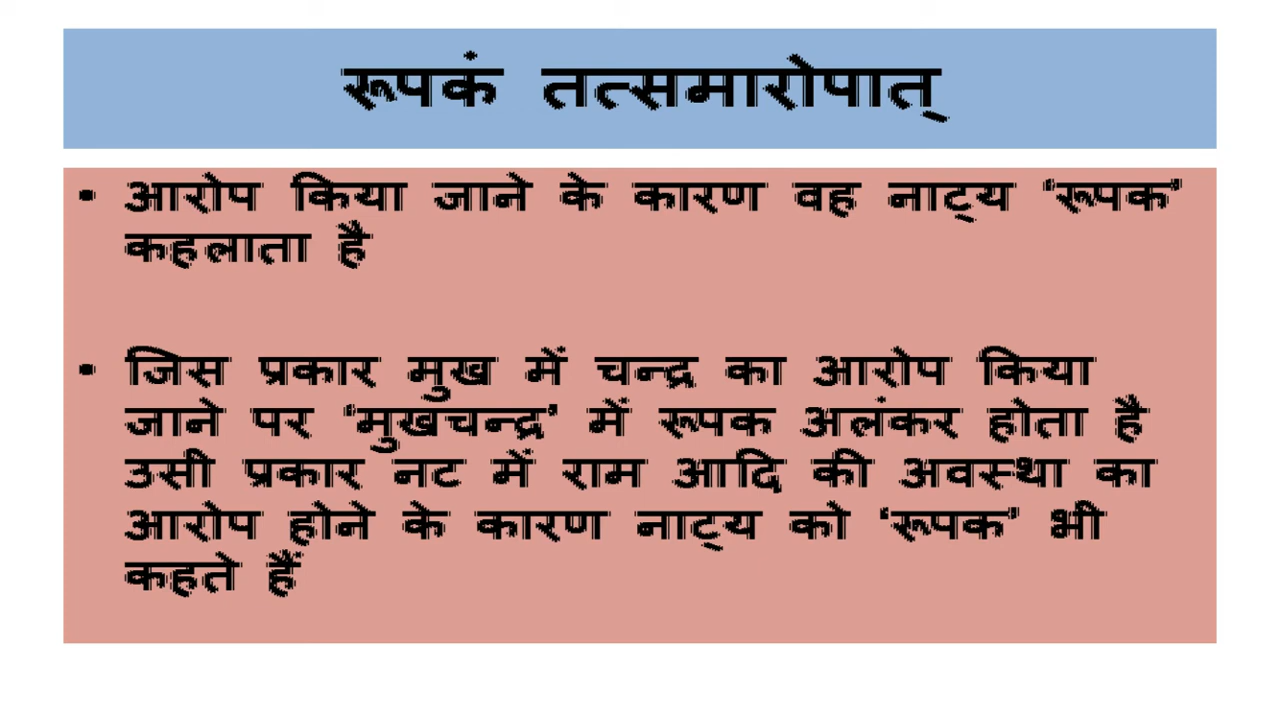 रूपकं तत्समारोपात्
• आरोप किया जाने के कारण वह नाट्य ‘रूपक’
कहलाता है
• जिस प्रकार मुख में चन्द्र का आरोप किया
जाने पर ‘मुखचन्द्र’ में रूपक अलंकर होता है
उसी प्रकार नट में राम आदि की अवस्था का
आरोप होने के कारण नाट्य को ‘रूपक’ भी
कहते हैं